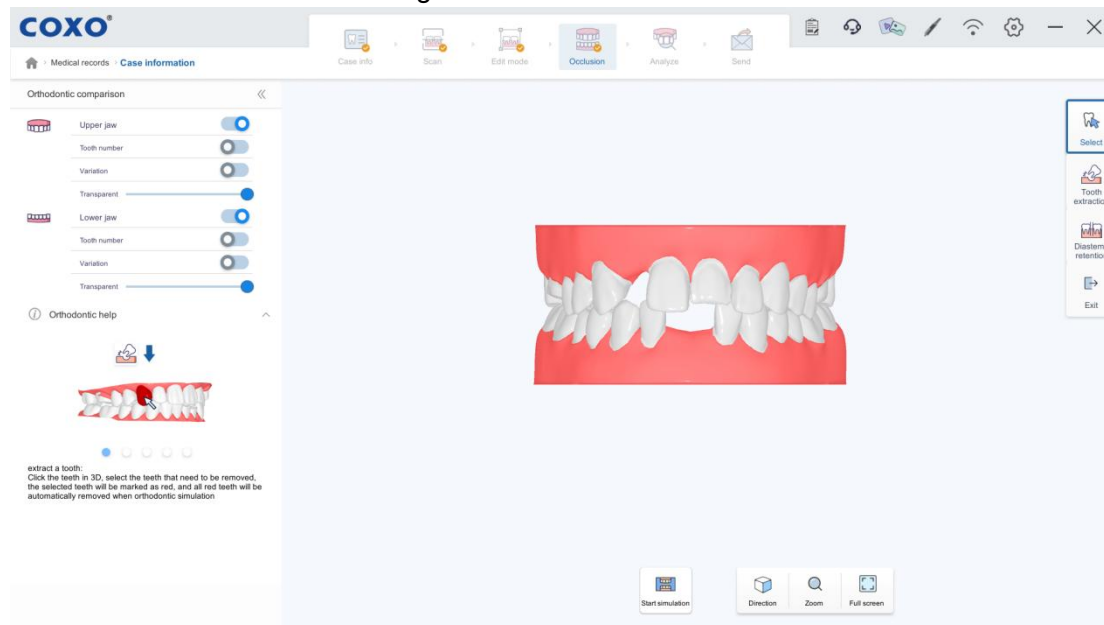 COXO®
Case info
Scan
Edit mode
Occlusion
Analyze
Send
Medical records
Case information
Orthodontic comparison
Upper jaw
Tooth number
Variation
Transparent
Lower jaw
Tooth number
Variation
Transparent
Orthodontic help
extract a tooth:
Click the teeth in 3D, select the teeth that need to be removed,
the selected teeth will be marked as red, and all red teeth will be
automatically removed when orthodontic simulation
Select
Tooth
extractio
Diastem
retentio
Exit
Start simulation
Direction
Zoom
Full screen